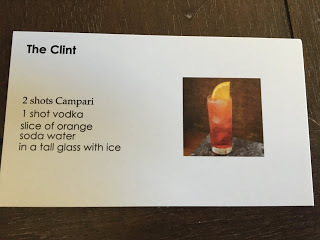 The Clint
2 shots Campari
1 shot vodka
slice of orange
soda water
in a tall glass with ice